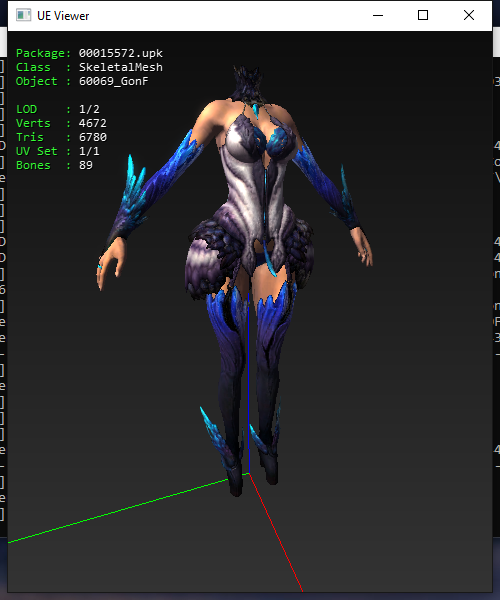 UE Viewer
Package: 00015572.upk
Class : SkeletalMesh
Object : 60069_GonF
LOD : 1/2
Verts : 4672
Tris : 6780
UV Set : 1/1
Bones : 89